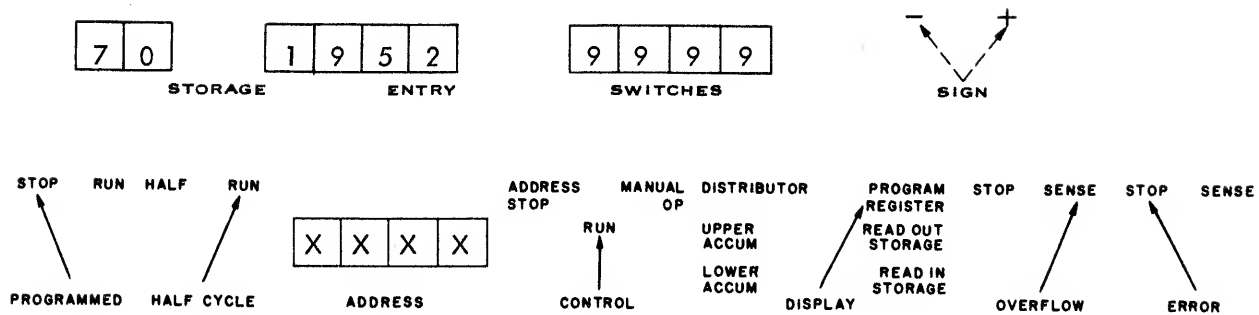 7 0 1 9 5 2 9 9 9 9 − +
STORAGE ENTRY SWITCHES SIGN
STOP RUN HALF RUN ADDRESS STOP MANUAL OP DISTRIBUTOR PROGRAM REGISTER STOP SENSE STOP SENSE
X X X X RUN UPPER ACCUM READ OUT STORAGE
LOWER ACCUM READ IN STORAGE
PROGRAMMED HALF CYCLE ADDRESS CONTROL DISPLAY OVERFLOW ERROR